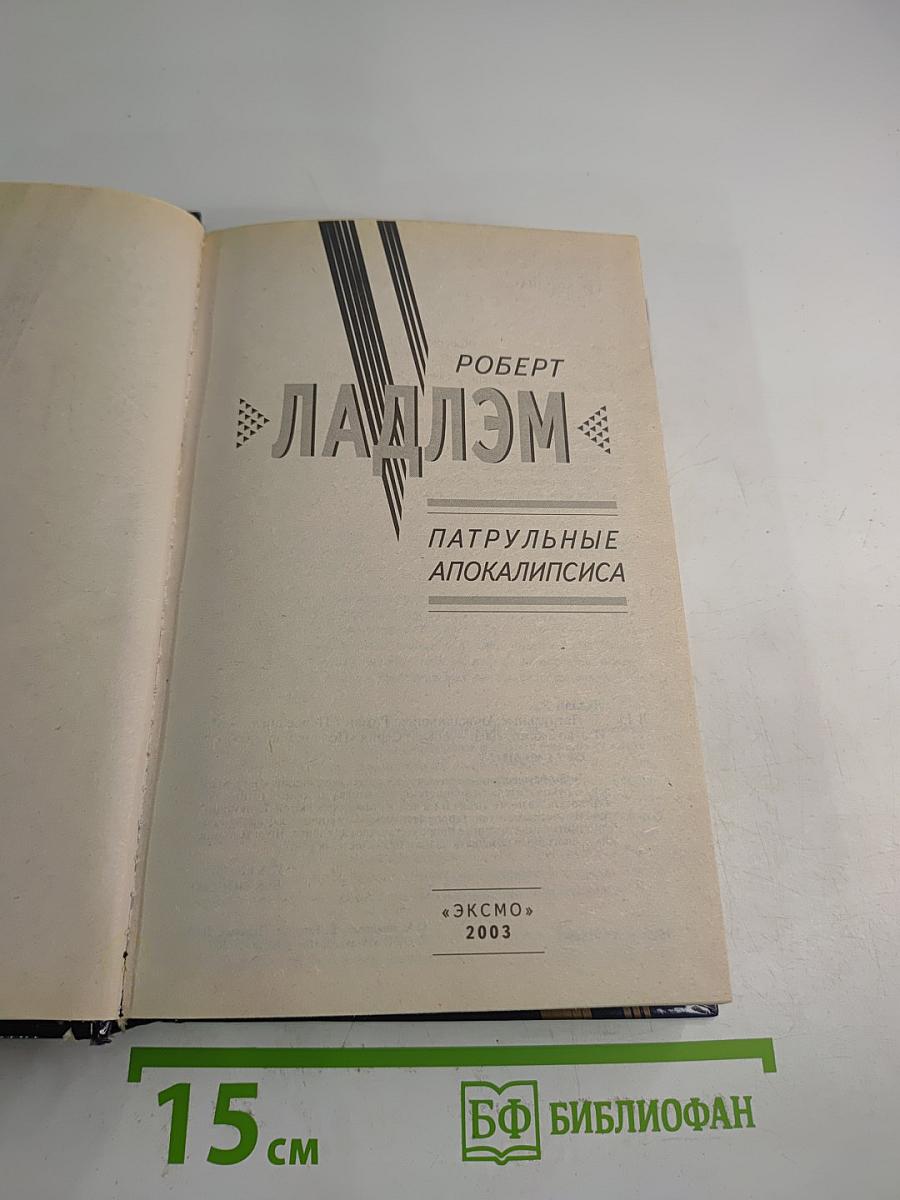 РОБЕРТ
ЛАДЛЭМ
ПАТРУЛЬНЫЕ
АПОКАЛИПСИСА
«ЭКСМО»
2003
15 см
БФ БИБЛИОФАН